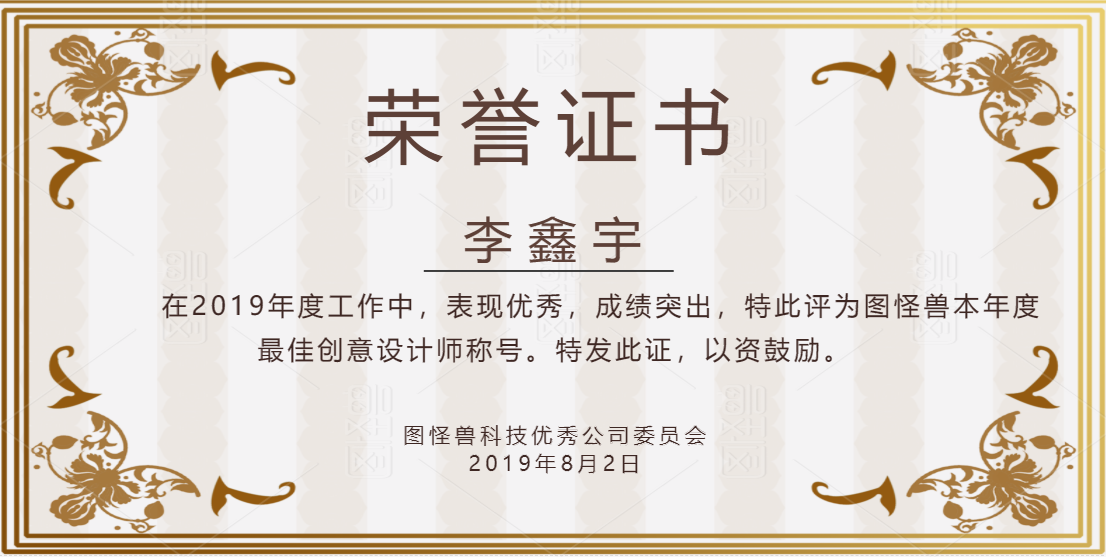 荣誉证书
李鑫宇
在2019年度工作中，表现优秀，成绩突出，特此评为图怪兽本年度
最佳创意设计师称号。特发此证，以资鼓励。
图怪兽科技优秀公司委员会
2019年8月2日